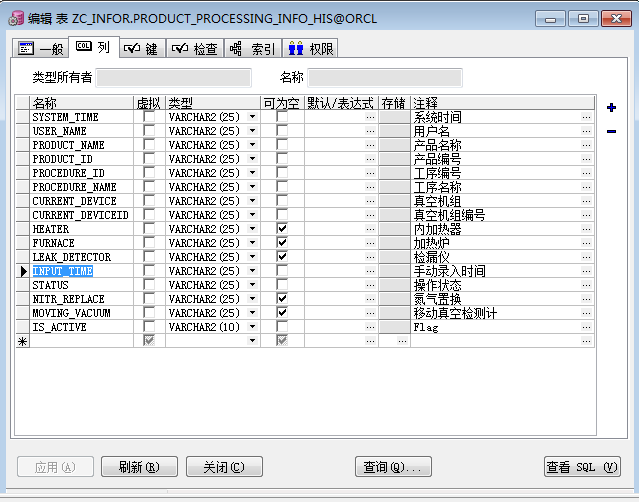 编辑 表 ZC_INFOR.PRODUCT_PROCESSING_INFO_HIS@ORCL
一般 列 键 检查 索引 权限
类型所有者 名称
名称 虚拟 类型 可为空 默认/表达式 存储 注释
SYSTEM_TIME VARCHAR2(25) ... 系统时间 ...
USER_NAME VARCHAR2(25) ... 用户名 ...
PRODUCT_NAME VARCHAR2(25) ... 产品名称 ...
PRODUCT_ID VARCHAR2(25) ... 产品编号 ...
PROCEDURE_ID VARCHAR2(25) ... 工序编号 ...
PROCEDURE_NAME VARCHAR2(25) ... 工序名称 ...
CURRENT_DEVICE VARCHAR2(25) ... 真空机组 ...
CURRENT_DEVICEID VARCHAR2(25) ... 真空机组编号 ...
HEATER VARCHAR2(25) ... 内加热器 ...
FURNACE VARCHAR2(25) ... 加热炉 ...
LEAK_DETECTOR VARCHAR2(25) ... 检漏仪 ...
INPUT_TIME VARCHAR2(25) ... 手动录入时间 ...
STATUS VARCHAR2(25) ... 操作状态 ...
NITR_REPLACE VARCHAR2(25) ... 氮气置换 ...
MOVING_VACUUM VARCHAR2(25) ... 移动真空检测计 ...
IS_ACTIVE VARCHAR2(10) ... Flag ...
* ... ... ...
应用(A) 刷新(R) 关闭(C) 查询(Q)... 查看 SQL (V)